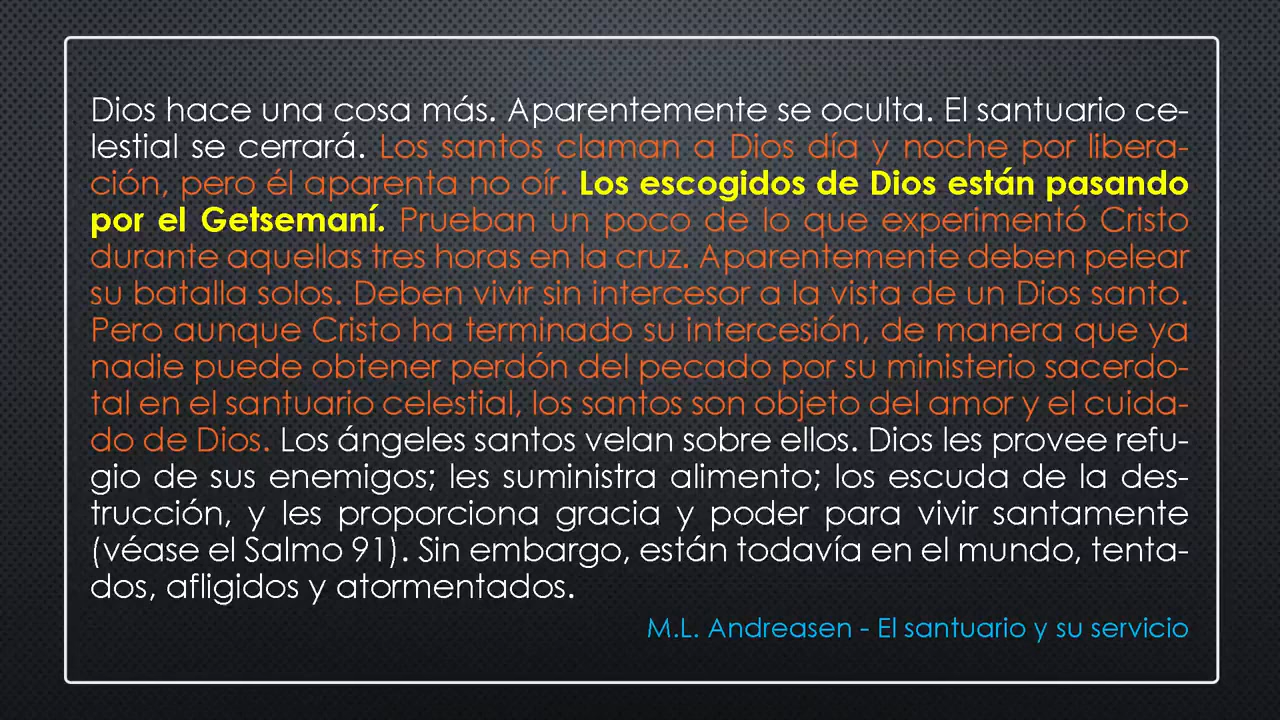 Dios hace una cosa más. Aparentemente se oculta. El santuario ce-
lestial se cerrará. Los santos claman a Dios día y noche por libera-
ción, pero él aparenta no oír. Los escogidos de Dios están pasando
por el Getsemaní. Prueban un poco de lo que experimentó Cristo
durante aquellas tres horas en la cruz. Aparentemente deben pelear
su batalla solos. Deben vivir sin intercesor a la vista de un Dios santo.
Pero aunque Cristo ha terminado su intercesión, de manera que ya
nadie puede obtener perdón del pecado por su ministerio sacerdo-
tal en el santuario celestial, los santos son objeto del amor y el cuida-
do de Dios. Los ángeles santos velan sobre ellos. Dios les provee refu-
gio de sus enemigos; les suministra alimento; los escuda de la des-
trucción, y les proporciona gracia y poder para vivir santamente
(véase el Salmo 91). Sin embargo, están todavía en el mundo, tenta-
dos, afligidos y atormentados.
M.L. Andreasen - El santuario y su servicio